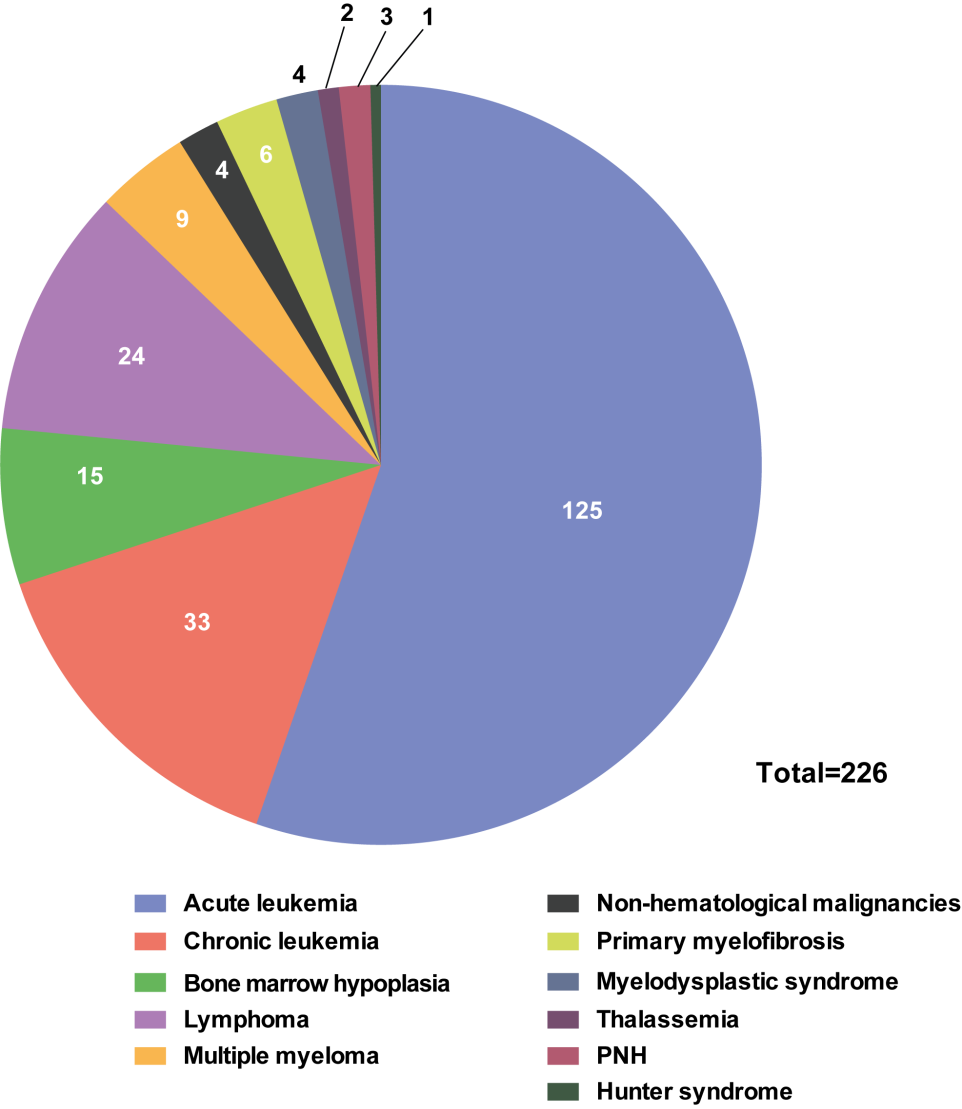 2
3
1
4
6
4
9
24
15
125
33
Total=226
Acute leukemia
Chronic leukemia
Bone marrow hypoplasia
Lymphoma
Multiple myeloma
Non-hematological malignancies
Primary myelofibrosis
Myelodysplastic syndrome
Thalassemia
PNH
Hunter syndrome